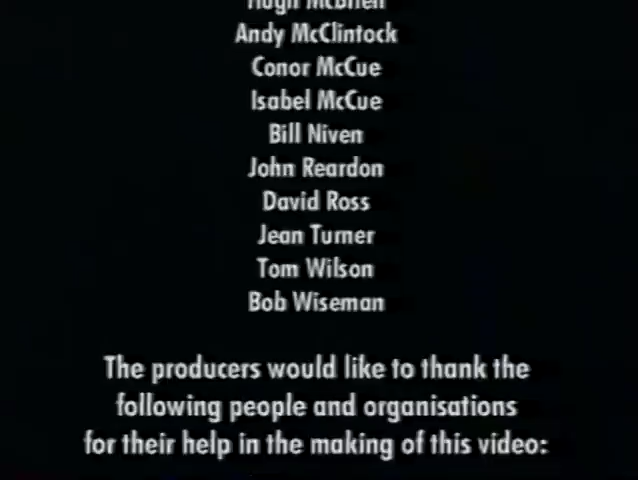 Hugh McBrien
Andy McClintock
Conor McCue
Isabel McCue
Bill Niven
John Reardon
David Ross
Jean Turner
Tom Wilson
Bob Wiseman
The producers would like to thank the
following people and organisations
for their help in the making of this video: